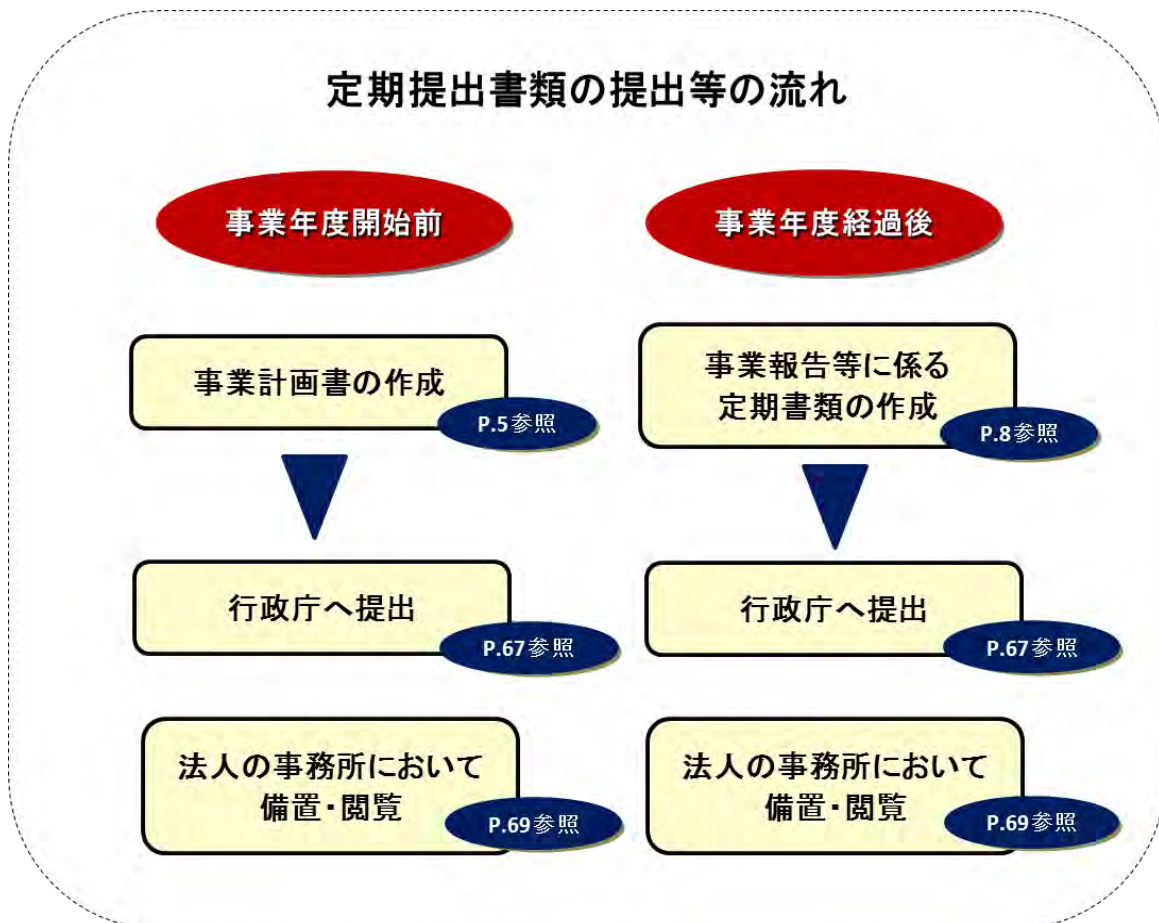 定期提出書類の提出等の流れ
事業年度開始前
事業計画書の作成
P.5参照
行政庁へ提出
P.67参照
法人の事務所において
備置・閲覧
P.69参照
事業年度経過後
事業報告等に係る
定期書類の作成
P.8参照
行政庁へ提出
P.67参照
法人の事務所において
備置・閲覧
P.69参照